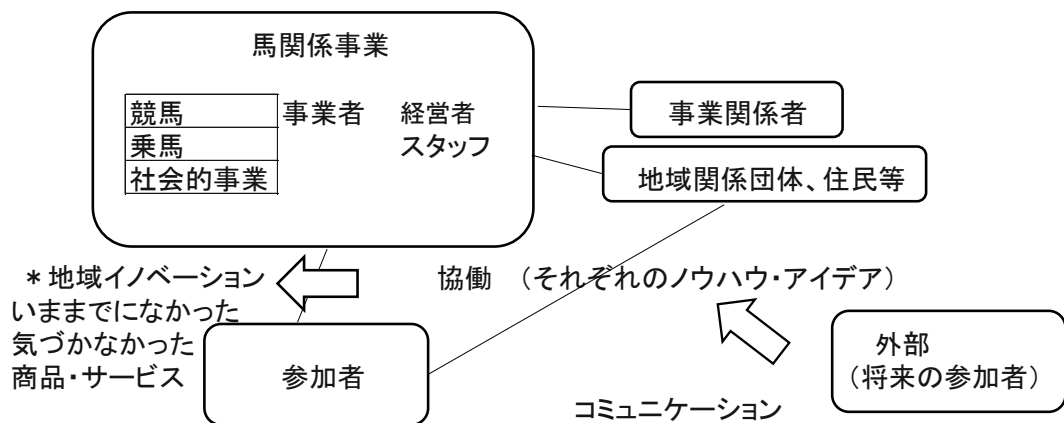 馬関係事業
競馬 事業者 経営者
乗馬 スタッフ
社会的事業
事業関係者
地域関係団体、住民等
*地域イノベーション
いままでになかった
気づかなかった
商品・サービス
協働 (それぞれのノウハウ・アイデア)
参加者
外部
(将来の参加者)
コミュニケーション